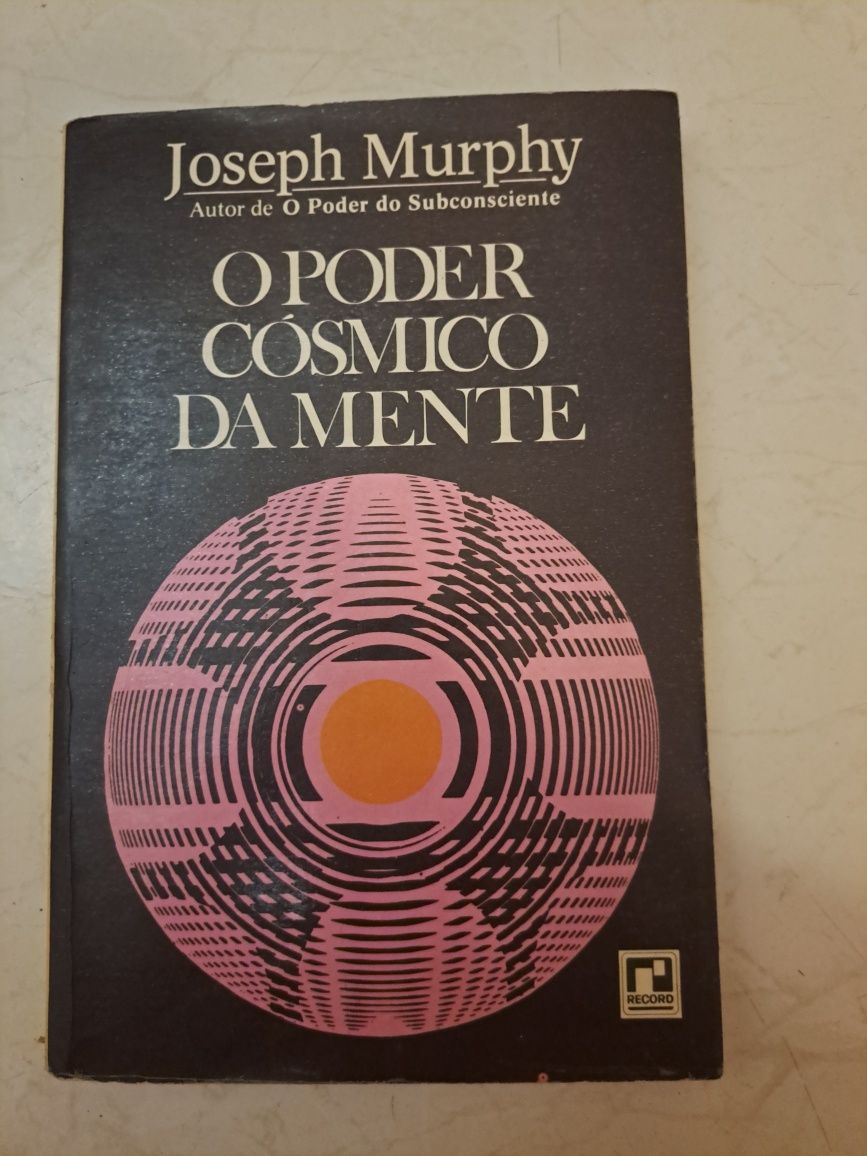 Joseph Murphy
Autor de O Poder do Subconsciente
O PODER
CÓSMICO
DA MENTE
RECORD